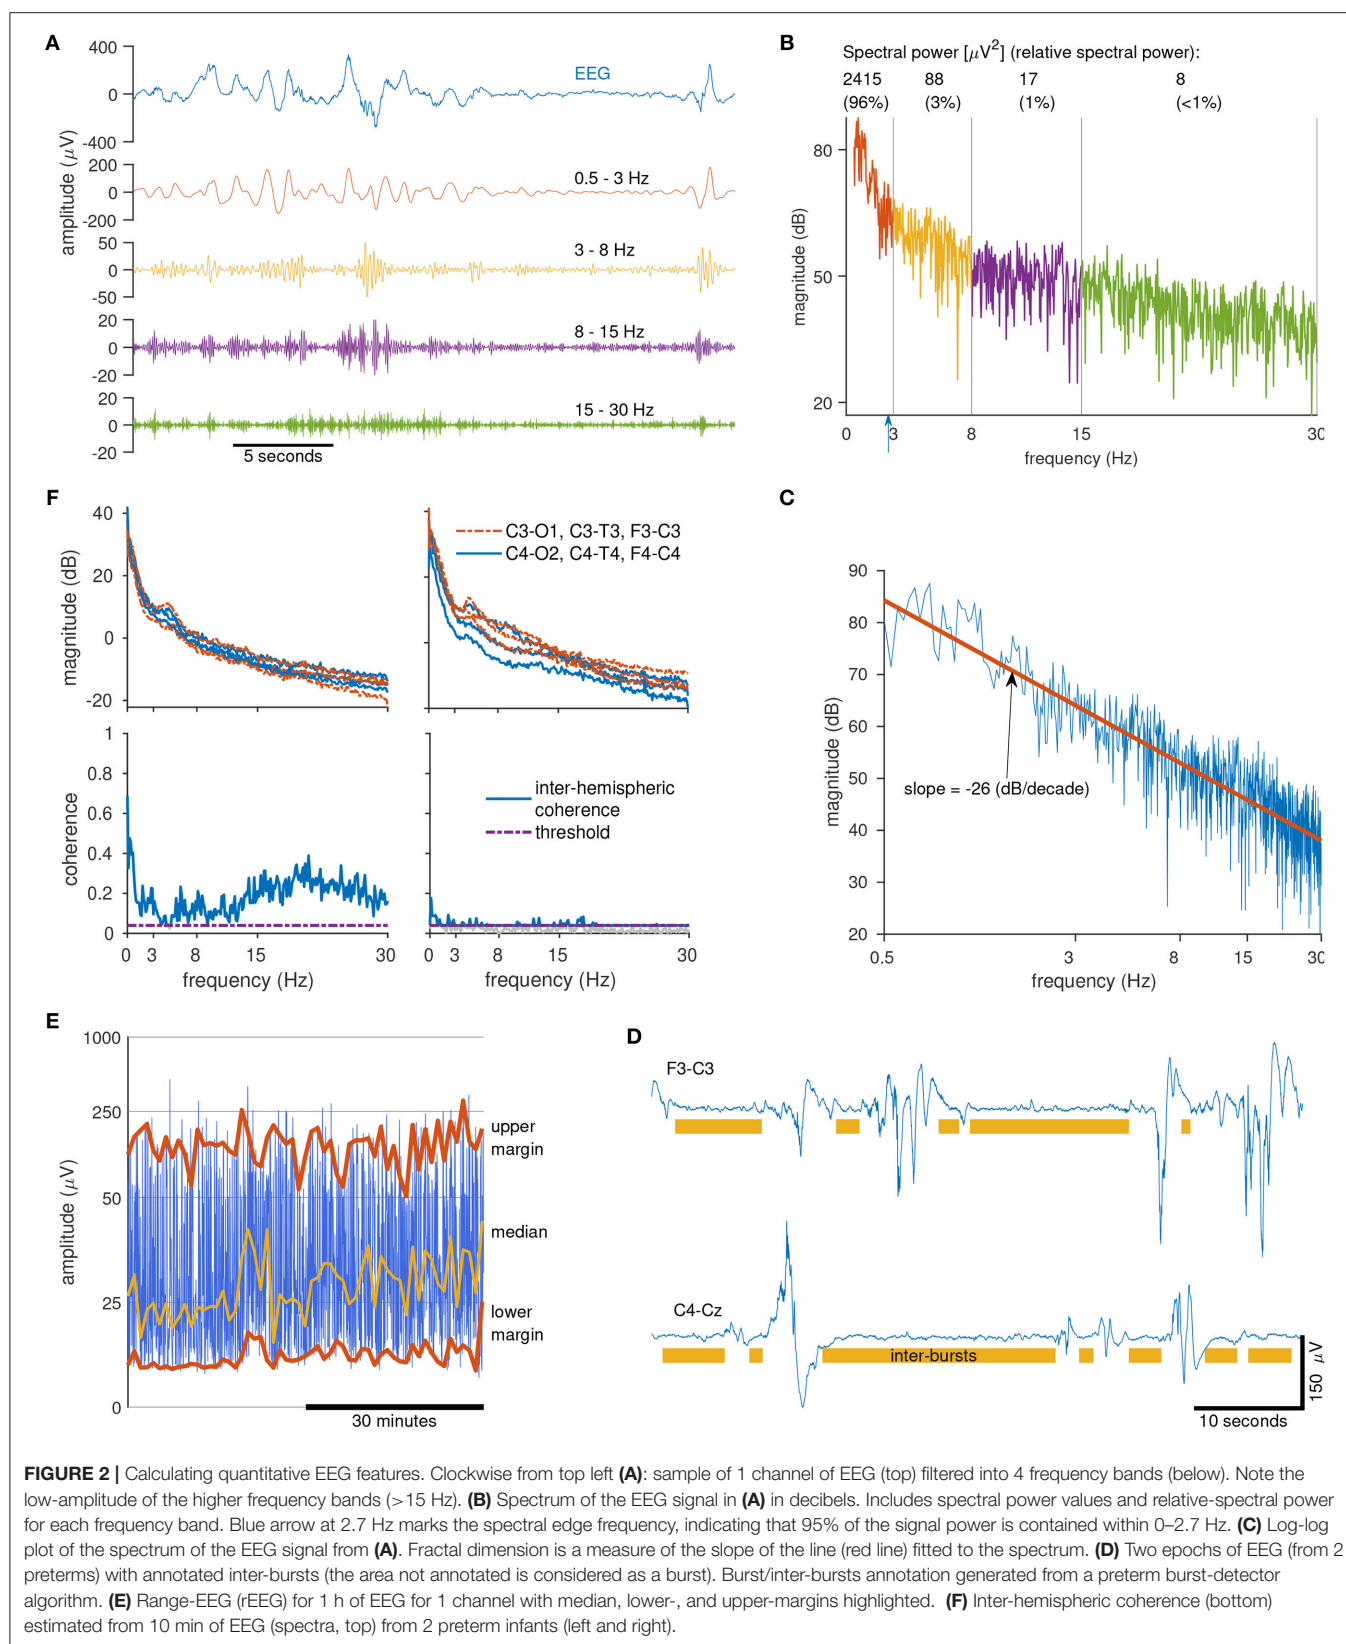 A
400
0
-400
EEG
200
0
-200
0.5 - 3 Hz
50
0
-50
3 - 8 Hz
20
0
-20
8 - 15 Hz
20
0
-20
15 - 30 Hz
amplitude (μV)
5 seconds
B
Spectral power [μV²] (relative spectral power):
2415 88 17 8
(96%) (3%) (1%) (<1%)
80
50
20
magnitude (dB)
0 3 8 15 30
frequency (Hz)
F
40
20
0
-20
magnitude (dB)
C3-O1, C3-T3, F3-C3
C4-O2, C4-T4, F4-C4
1
0.8
0.6
0.4
0.2
0
coherence
inter-hemispheric
coherence
threshold
0 3 8 15 30
frequency (Hz)
0 3 8 15 30
frequency (Hz)
C
90
80
70
60
50
40
30
20
magnitude (dB)
slope = -26 (dB/decade)
0.5 3 8 15 30
frequency (Hz)
E
1000
250
50
25
0
amplitude (μV)
upper
margin
median
lower
margin
30 minutes
D
F3-C3
C4-Cz
inter-bursts
150 μV
10 seconds
FIGURE 2 | Calculating quantitative EEG features. Clockwise from top left (A): sample of 1 channel of EEG (top) filtered into 4 frequency bands (below). Note the
low-amplitude of the higher frequency bands (>15 Hz). (B) Spectrum of the EEG signal in (A) in decibels. Includes spectral power values and relative-spectral power
for each frequency band. Blue arrow at 2.7 Hz marks the spectral edge frequency, indicating that 95% of the signal power is contained within 0–2.7 Hz. (C) Log-log
plot of the spectrum of the EEG signal from (A). Fractal dimension is a measure of the slope of the line (red line) fitted to the spectrum. (D) Two epochs of EEG (from 2
preterms) with annotated inter-bursts (the area not annotated is considered as a burst). Burst/inter-bursts annotation generated from a preterm burst-detector
algorithm. (E) Range-EEG (rEEG) for 1 h of EEG for 1 channel with median, lower-, and upper-margins highlighted. (F) Inter-hemispheric coherence (bottom)
estimated from 10 min of EEG (spectra, top) from 2 preterm infants (left and right).